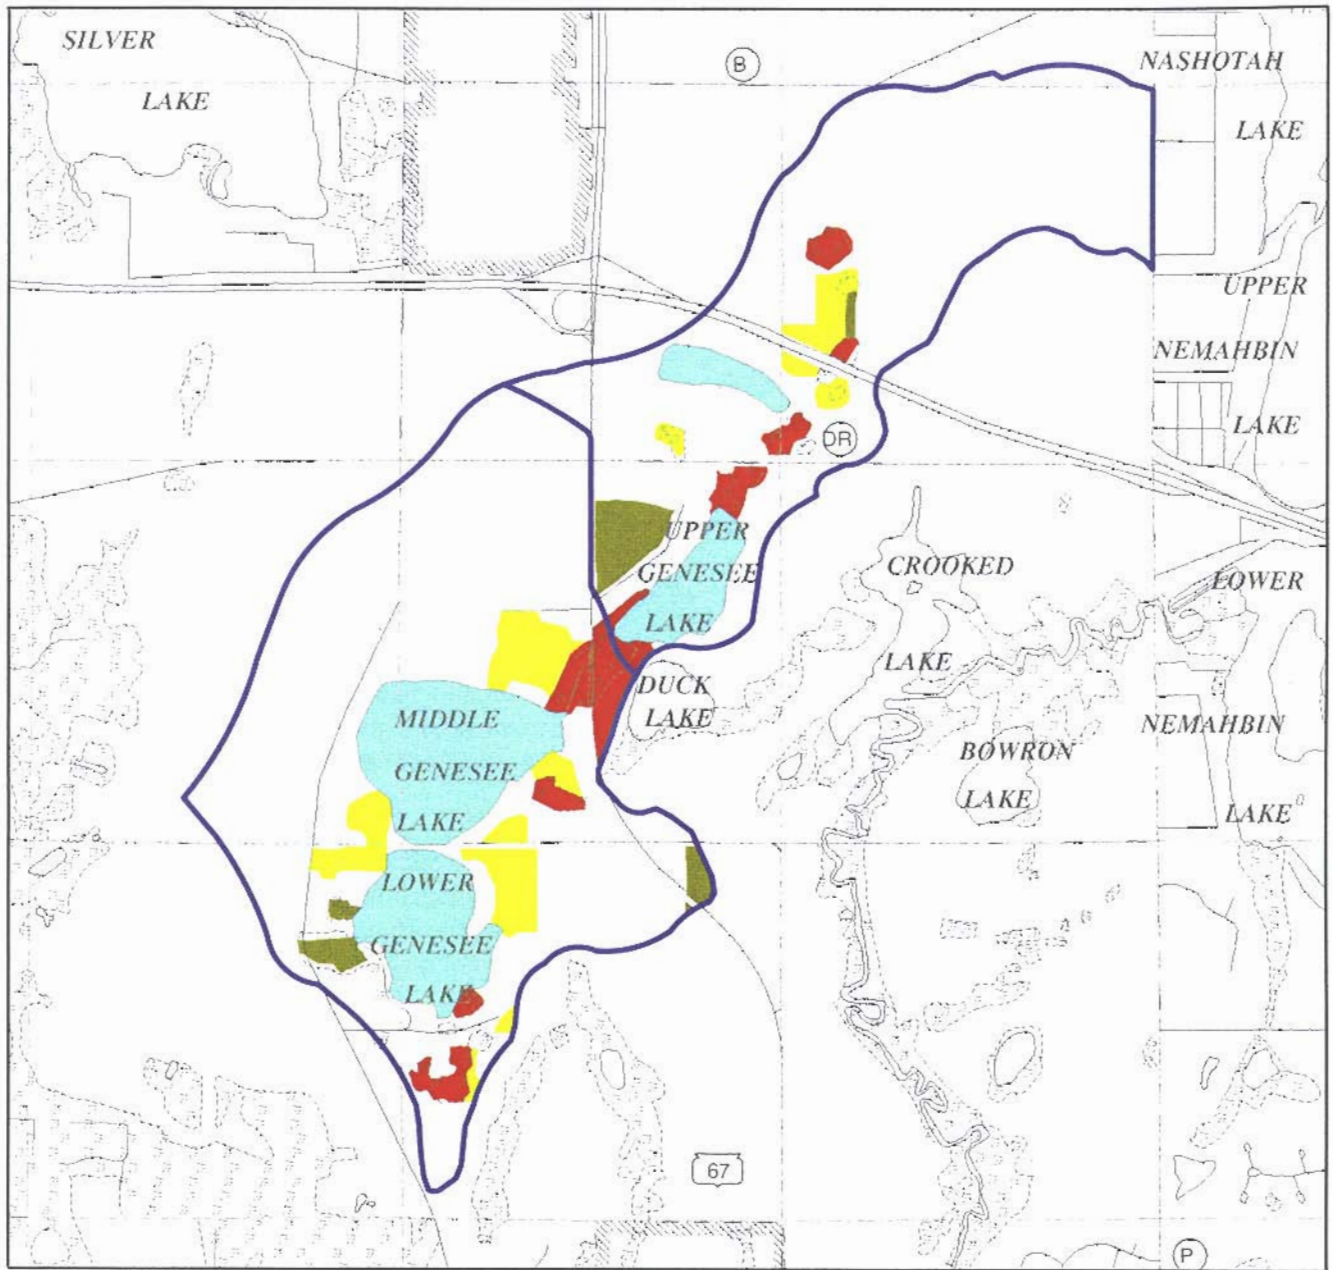 SILVER
LAKE
B
NASHOTAH
LAKE
UPPER
NEMAHBIN
LAKE
DR
UPPER
GENESEE
LAKE
CROOKED
LAKE
LOWER
NEMAHBIN
LAKE
DUCK
LAKE
MIDDLE
GENESEE
LAKE
BOWRON
LAKE
LOWER
GENESEE
LAKE
67
P